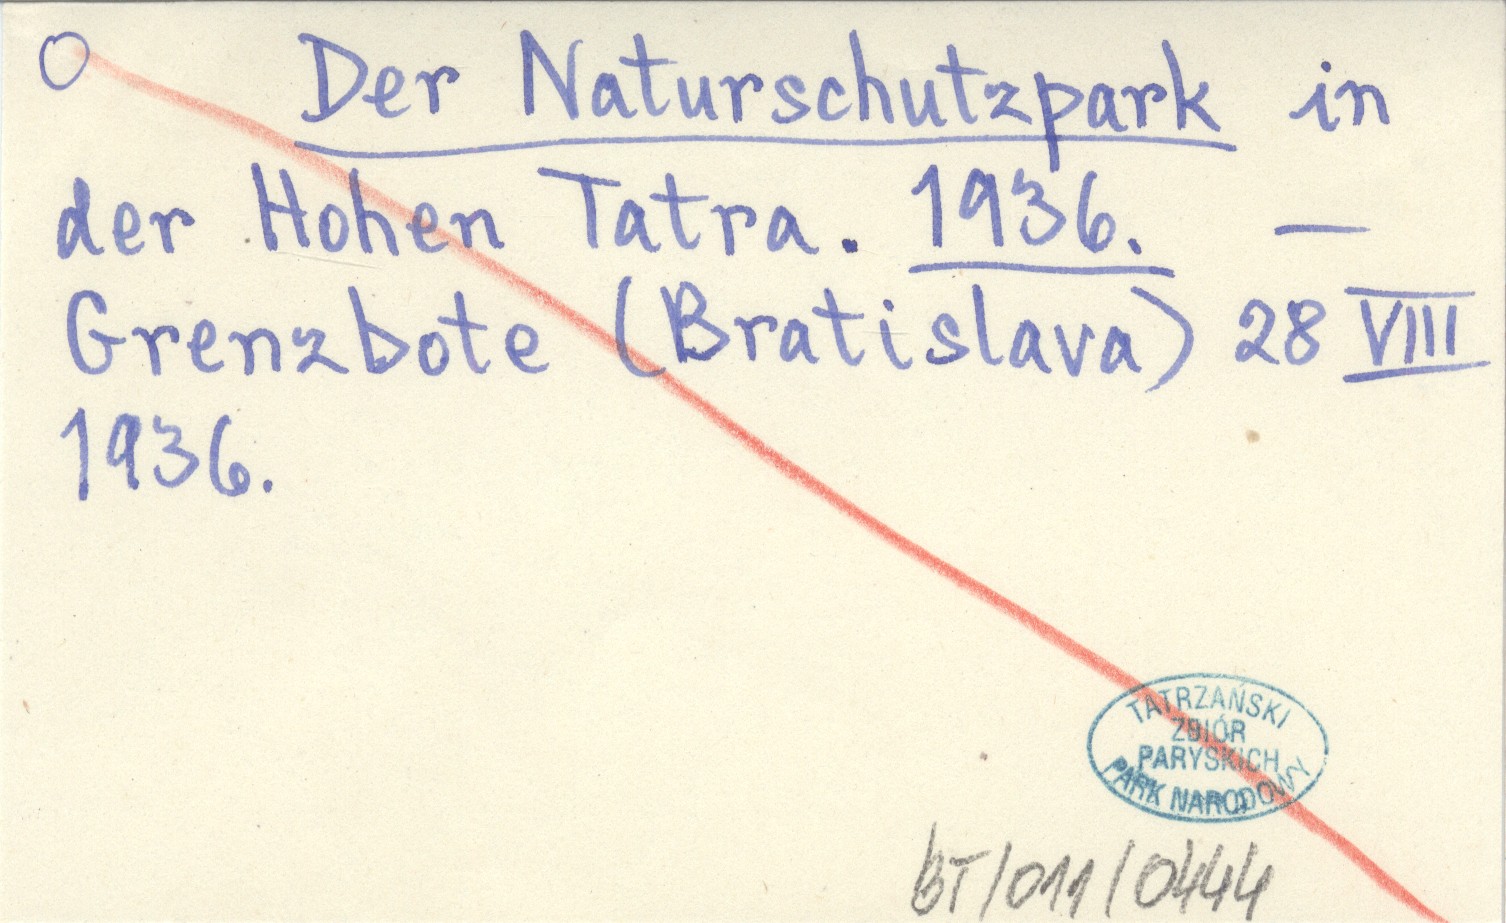 O Der Naturschutzpark in
der Hohen Tatra. 1936. —
Grenzbote (Bratislava) 28 VIII
1936.
TATRZAŃSKI
ZBIÓR
PARYSKICH
PARK NARODOWY
BT/011/0444